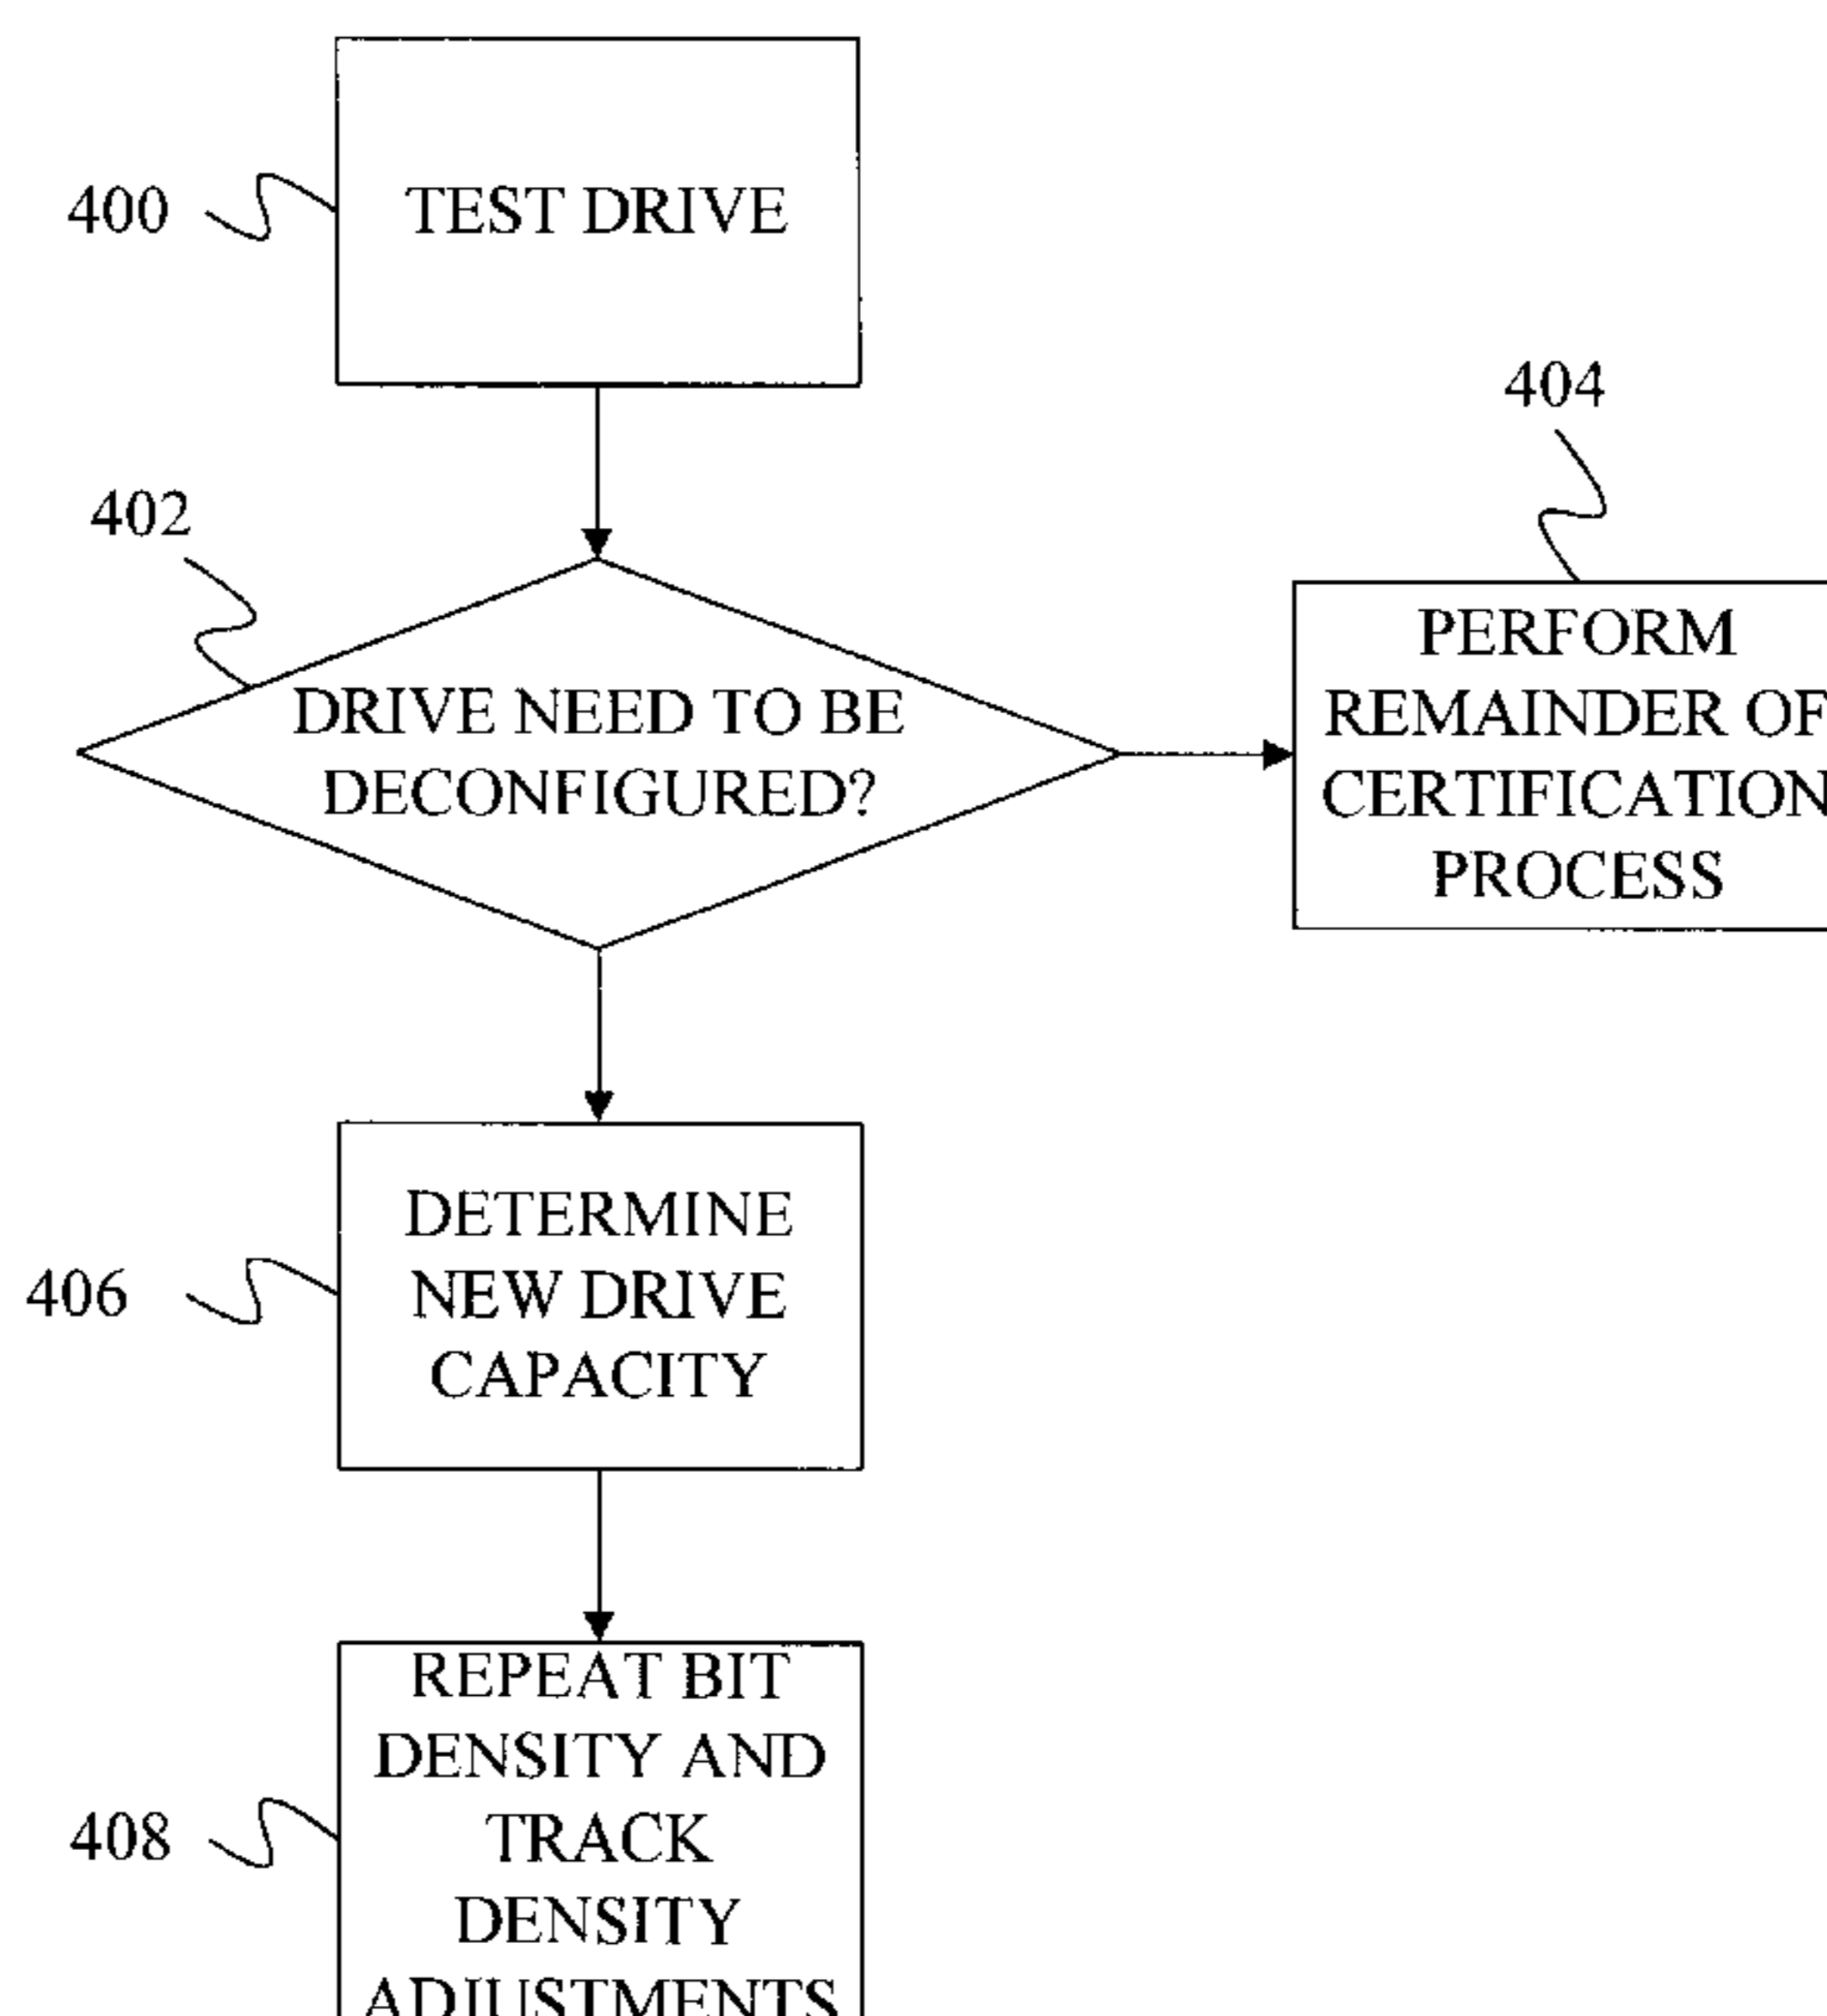 400
TEST DRIVE
404
402
PERFORM
REMAINDER OF
CERTIFICATION
PROCESS
DRIVE NEED TO BE
DECONFIGURED?
406
DETERMINE
NEW DRIVE
CAPACITY
408
REPEAT BIT
DENSITY AND
TRACK
DENSITY
ADJUSTMENTS